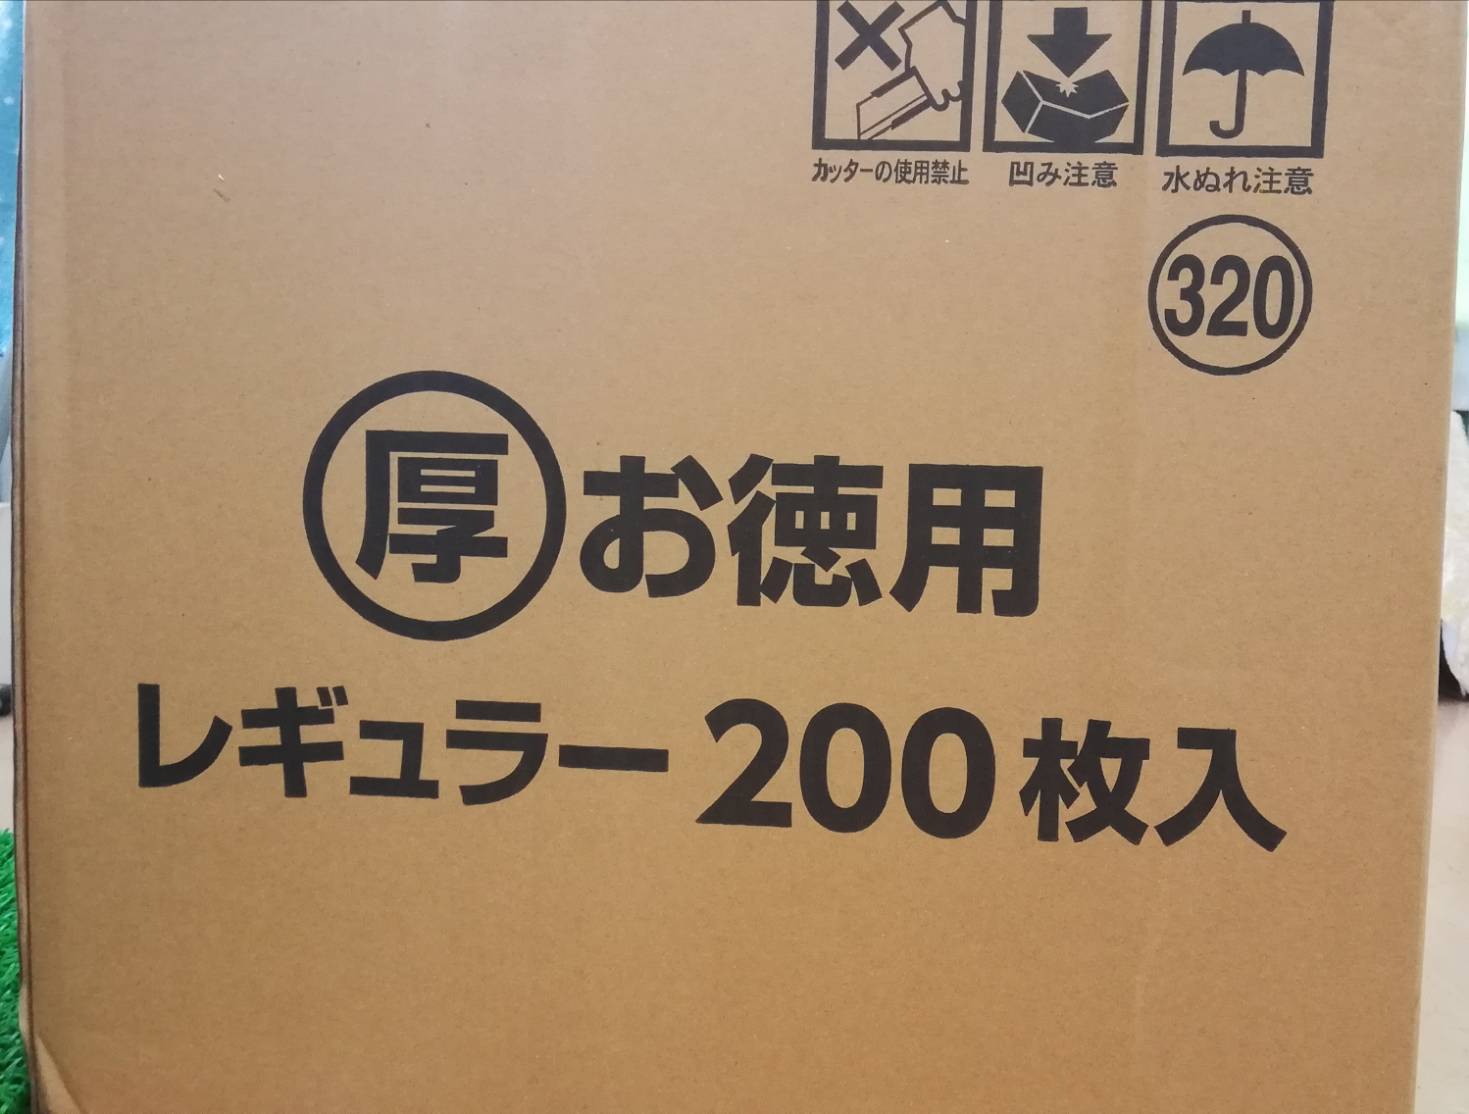 カッターの使用禁止 凹み注意 水ぬれ注意
320
厚お徳用
レギュラー200枚入